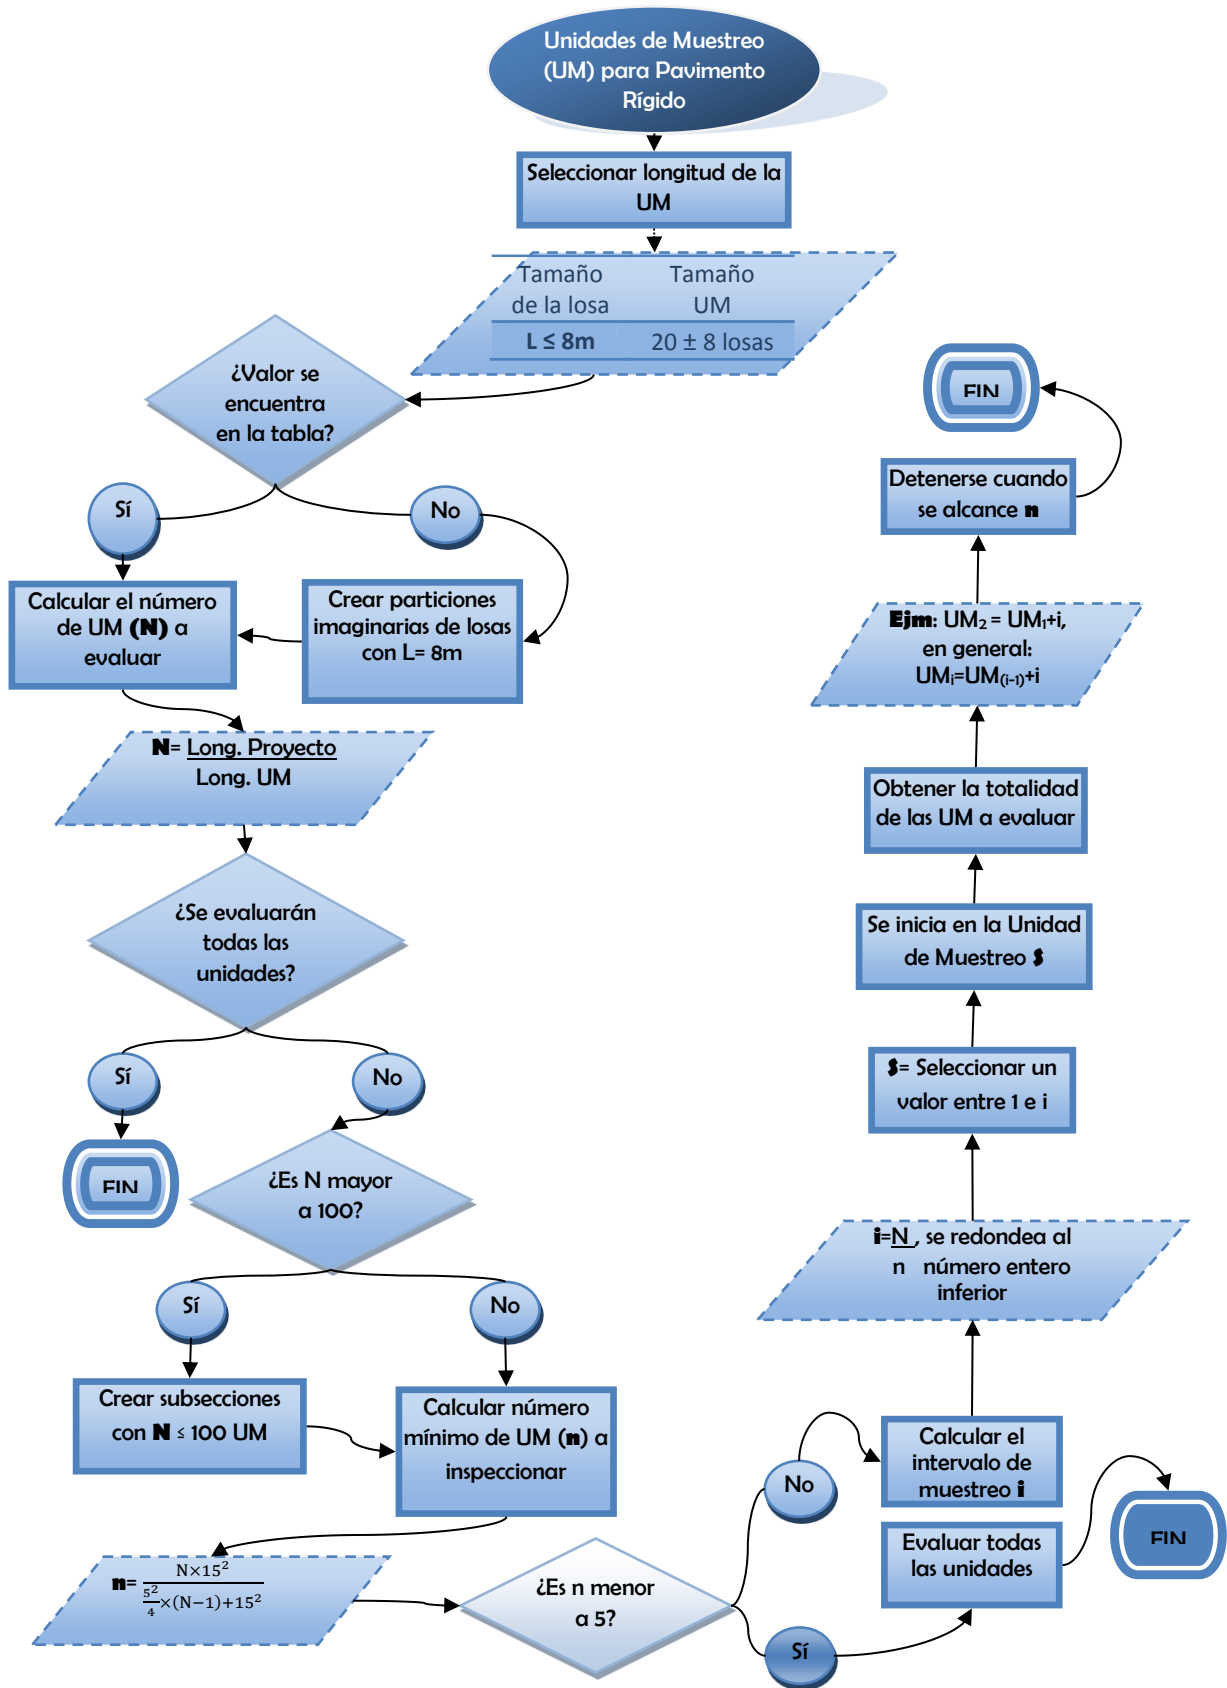 Unidades de Muestreo
(UM) para Pavimento
Rígido
Seleccionar longitud de la
UM
Tamaño Tamaño
de la losa UM
L ≤ 8m 20 ± 8 losas
¿Valor se
encuentra
en la tabla?
Sí
No
Calcular el número
de UM (N) a
evaluar
Crear particiones
imaginarias de losas
con L= 8m
N= Long. Proyecto
Long. UM
¿Se evaluarán
todas las
unidades?
Sí
No
FIN
¿Es N mayor
a 100?
Sí
No
Crear subsecciones
con N ≤ 100 UM
Calcular número
mínimo de UM (n) a
inspeccionar
n= N×15²
5²/4 ×(N−1)+15²
¿Es n menor
a 5?
No
Sí
Calcular el
intervalo de
muestreo i
Evaluar todas
las unidades
FIN
i=N , se redondea al
n número entero
inferior
S= Seleccionar un
valor entre 1 e i
Se inicia en la Unidad
de Muestreo S
Obtener la totalidad
de las UM a evaluar
Ejm: UM₂ = UM₁+i,
en general:
UMᵢ=UM₍ᵢ₋₁₎+i
Detenerse cuando
se alcance n
FIN